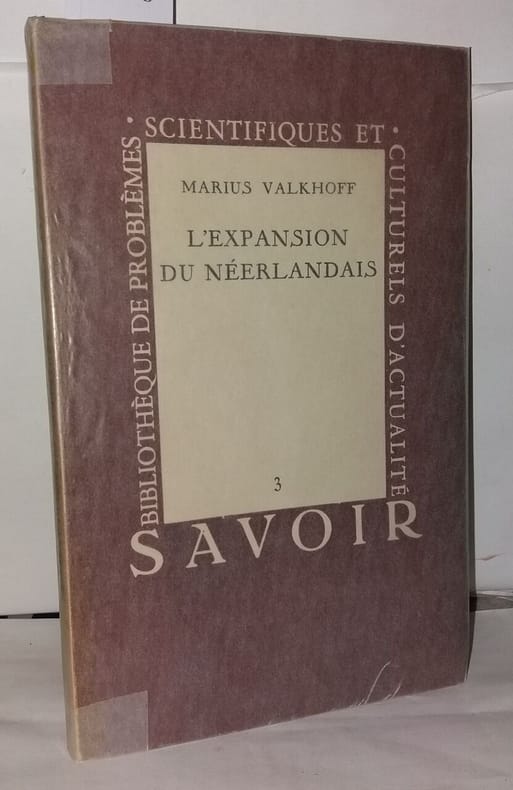 BIBLIOTHÈQUE DE PROBLÈMES ·
SCIENTIFIQUES ET ·
CULTURELS D'ACTUALITÉ
MARIUS VALKHOFF
L'EXPANSION
DU NÉERLANDAIS
3
SAVOIR